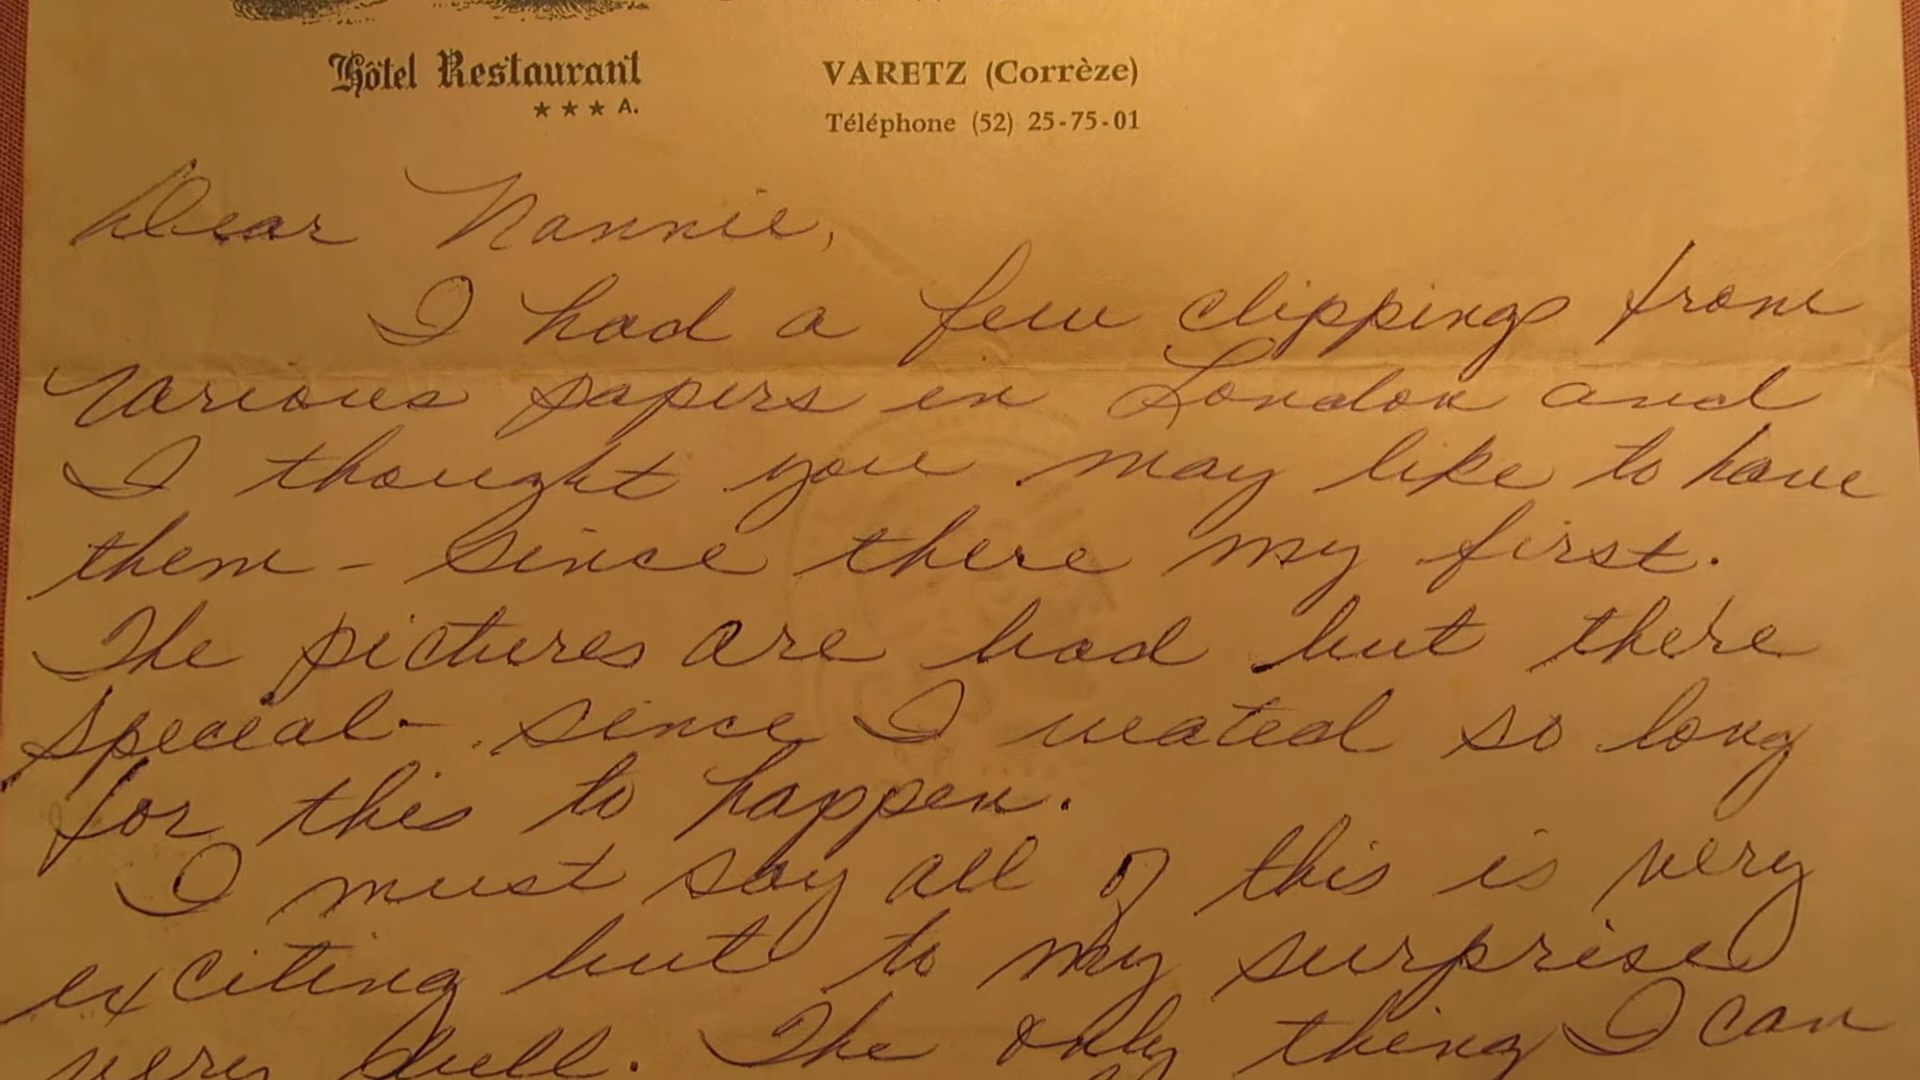 Hôtel Restaurant
★ ★ ★ A.
VARETZ (Corrèze)
Téléphone (52) 25-75-01
Dear Nannie,
I had a few clippings from
various papers in London and
I thought you may like to have
them - since there my first.
The pictures are bad but there
special - since I wated so long
for this to happen.
I must say all of this is very
exciting but to my surprise
very dull. The only thing I can